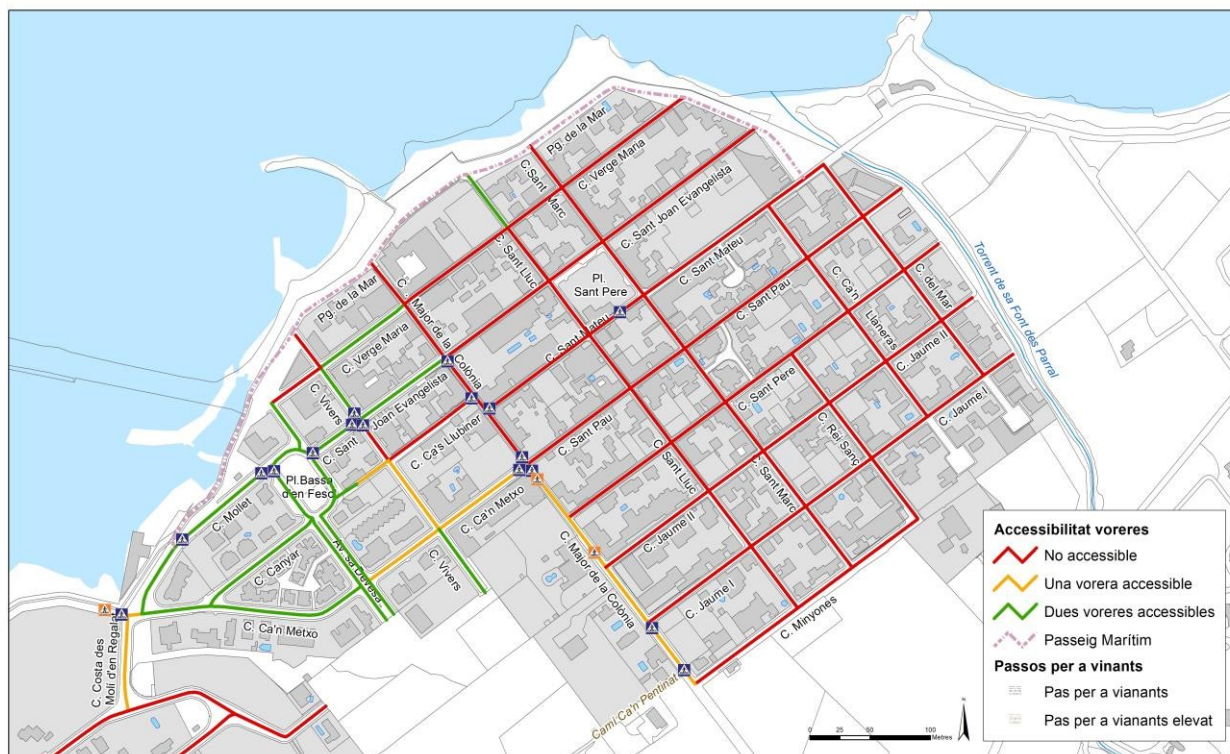 Pg. de la Mar
C. Verge Maria
C. Sant Marc
C. Sant Joan Evangelista
C. Sant Lluc
Pl.
Sant Pere
C. Sant Mateu
C. Sant Pau
C. Ca'n
Llaneras
C. del Mar
Torrent de sa Font des Parral
Pg. de la Mar
C. Major de la Colònia
C. Verge Maria
C. Sant Mateu
C. Jaume II
C. Vivers
C. Sant Joan Evangelista
C. Ca's Llubiner
C. Sant Pere
C. Jaume I
C. Sant Pau
C. Rei Sanç
C. Sant Lluc
C. Sant Marc
Pl.Bassa
d'en Fesol
C. Mollet
C. Ca'n Metxo
C. Canyar
Av. sa Devesa
C. Vivers
C. Major de la Colònia
C. Jaume II
C. Jaume I
C. Minyones
C. Ca'n Metxo
C. Costa des
Molí d'en Regalat
Camí Ca'n Pentinat
Accessibilitat voreres
No accessible
Una vorera accessible
Dues voreres accessibles
Passeig Marítim
Passos per a vinants
Pas per a vianants
Pas per a vianants elevat
0 25 50 100
Metres